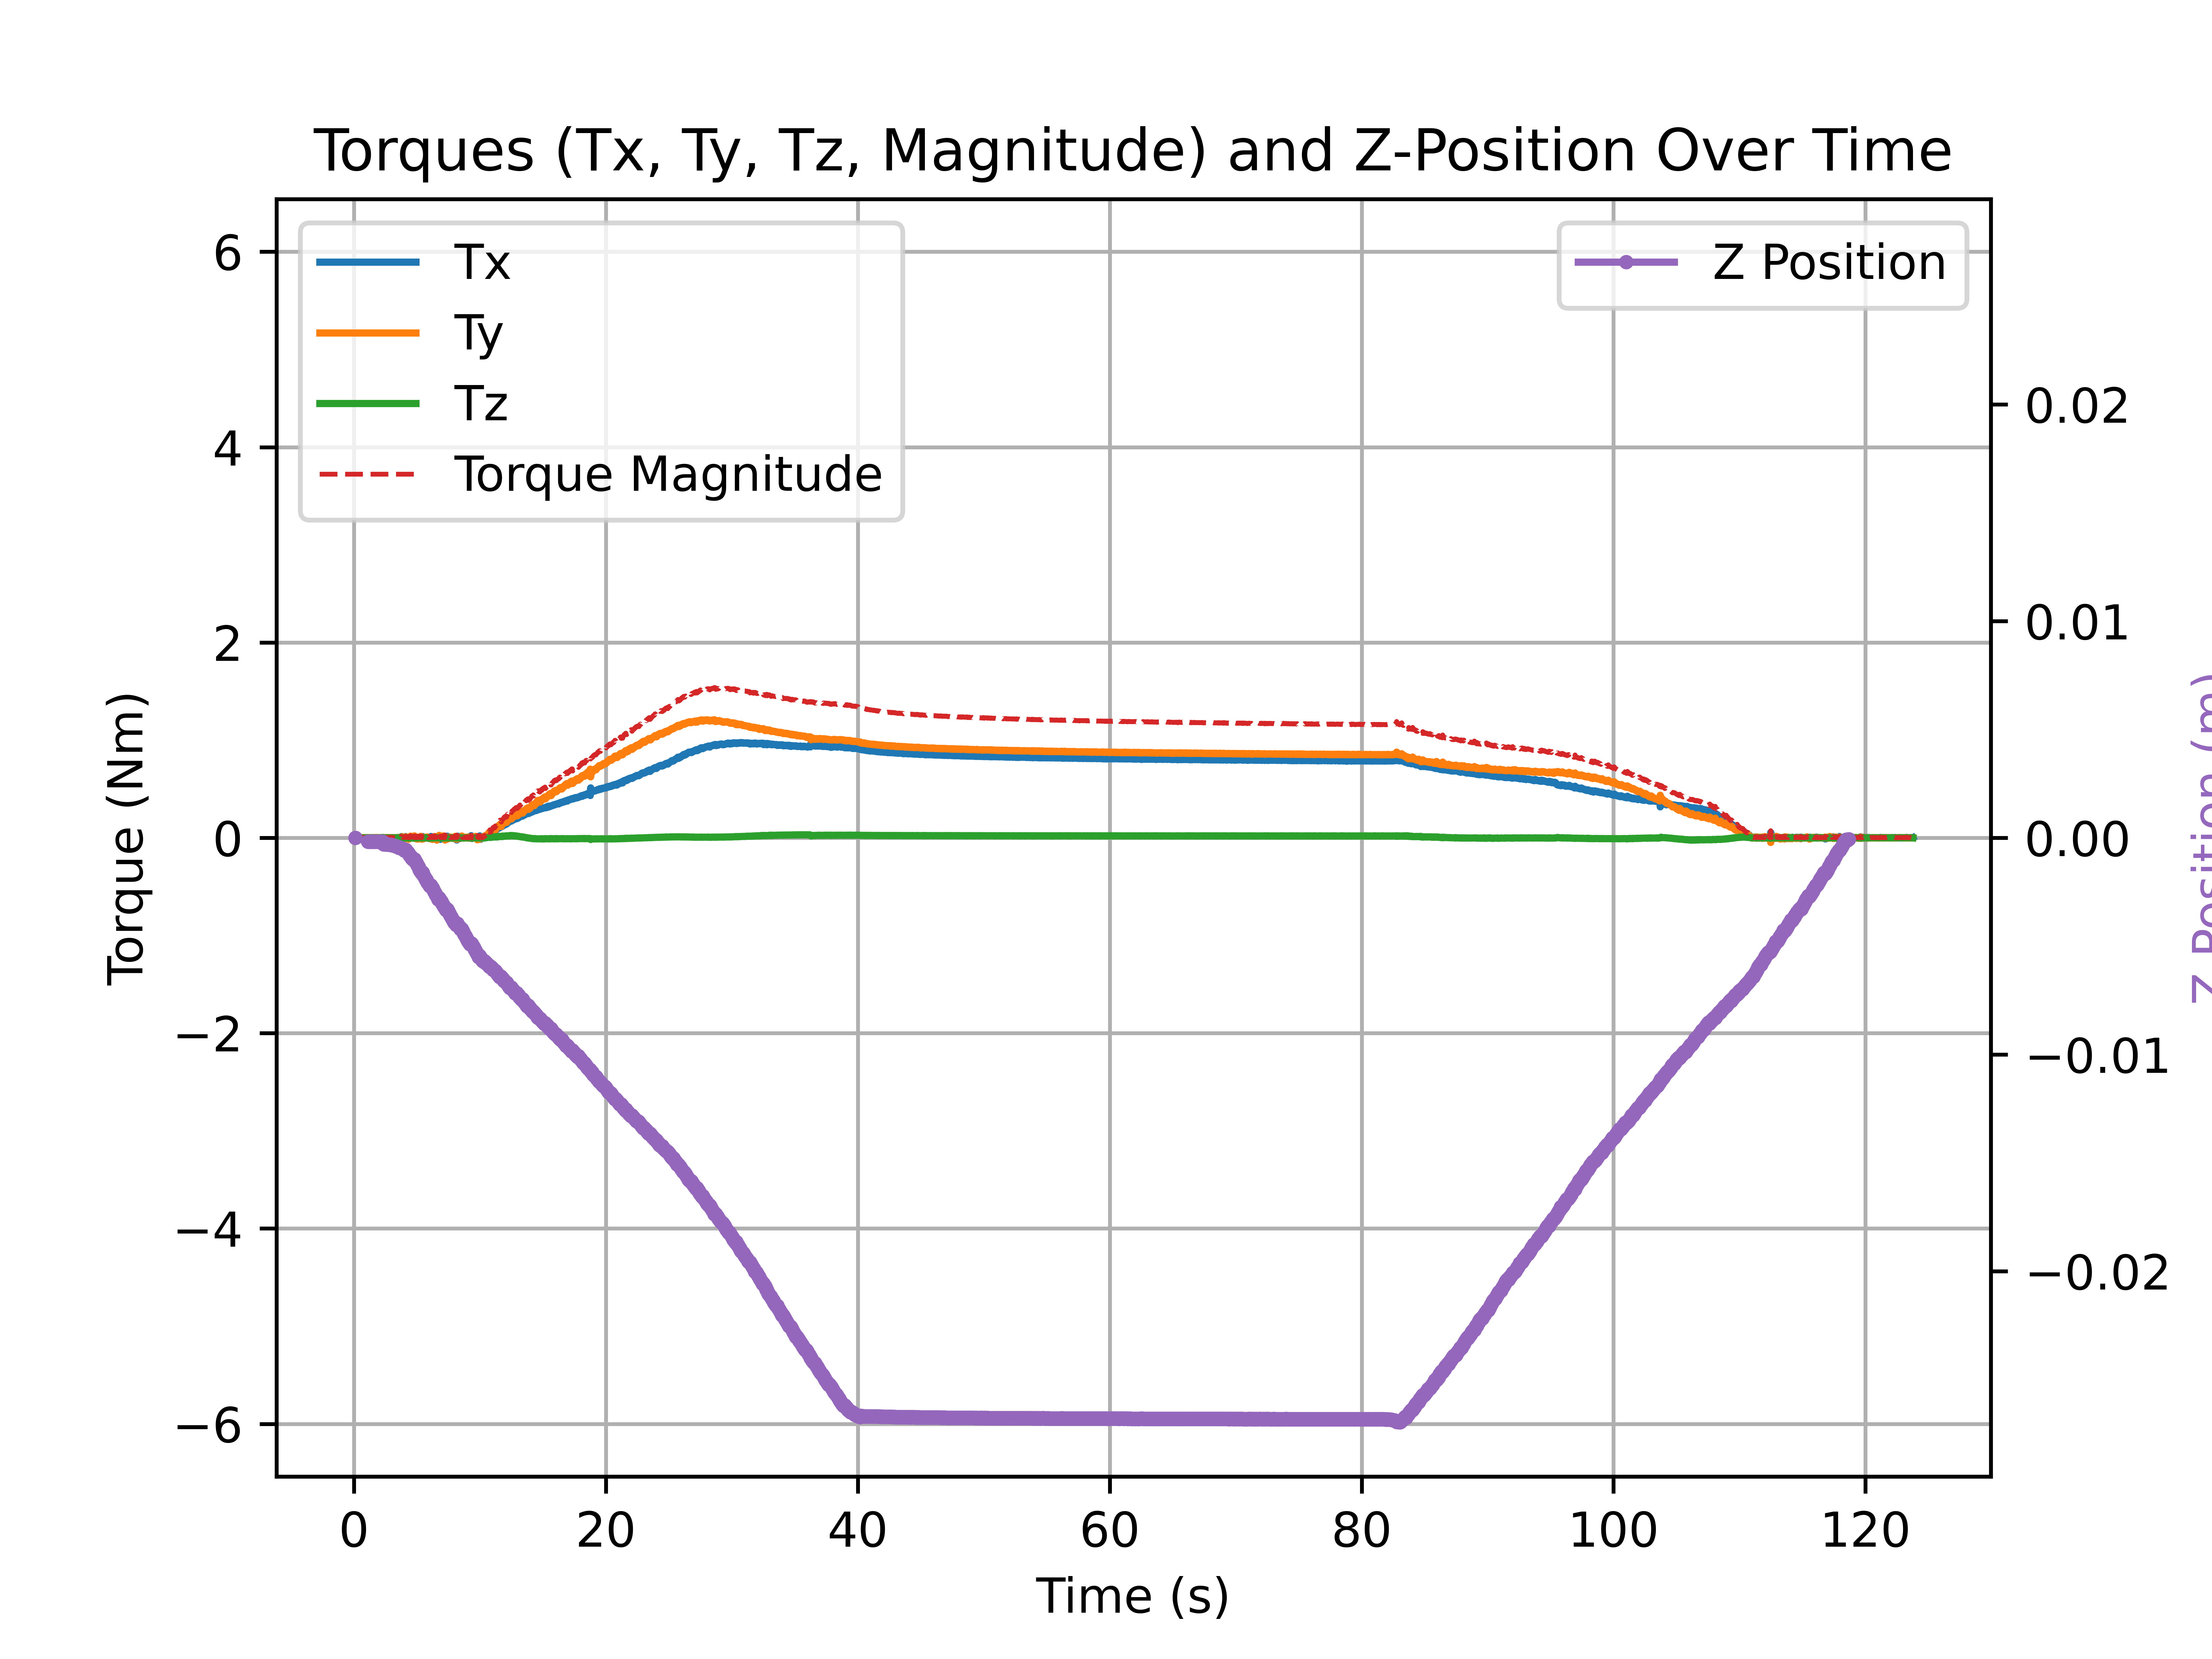 Torques (Tx, Ty, Tz, Magnitude) and Z-Position Over Time
Tx
Ty
Tz
Torque Magnitude
Z Position
6
4
2
0
−2
−4
−6
Torque (Nm)
0.02
0.01
0.00
−0.01
−0.02
Z Position (m)
0 20 40 60 80 100 120
Time (s)